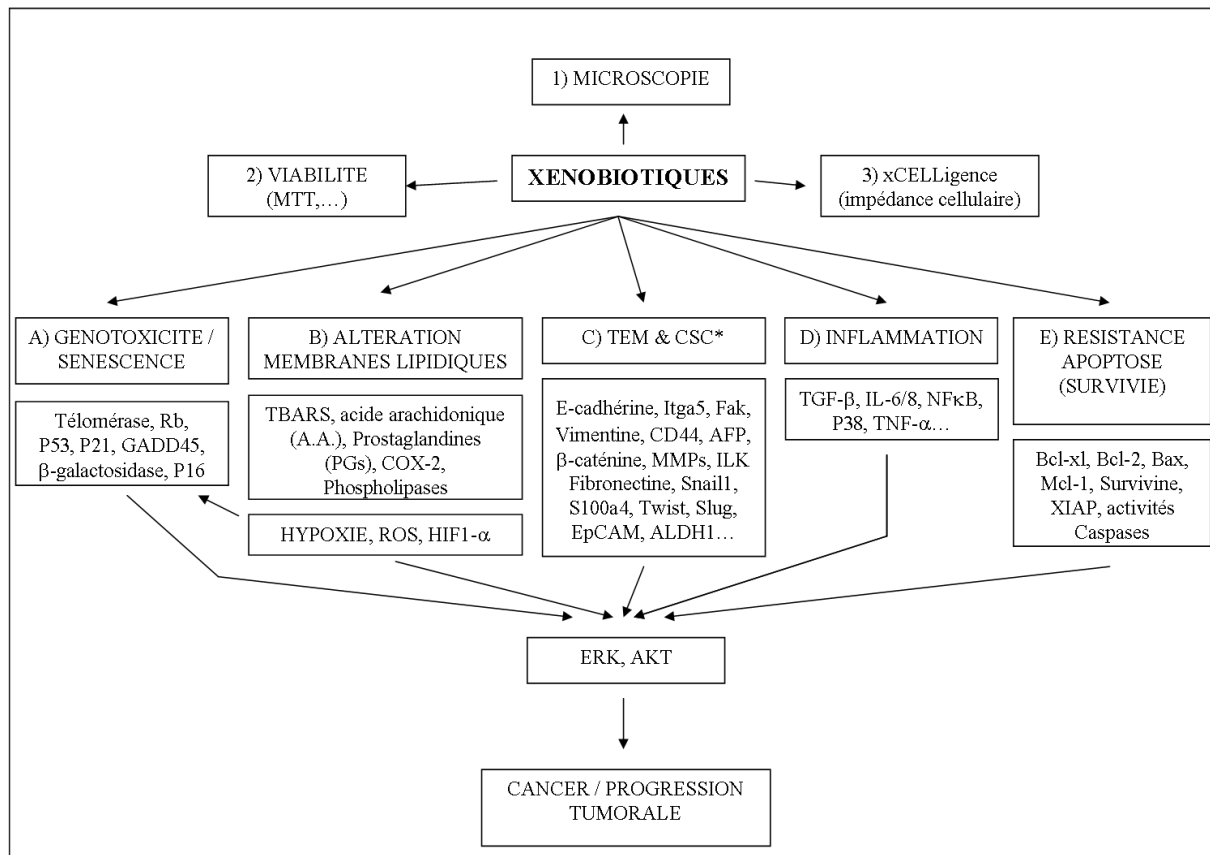 1) MICROSCOPIE
2) VIABILITE
(MTT,…)
XENOBIOTIQUES
3) xCELLigence
(impédance cellulaire)
A) GENOTOXICITE /
SENESCENCE
B) ALTERATION
MEMBRANES LIPIDIQUES
C) TEM & CSC*
D) INFLAMMATION
E) RESISTANCE
APOPTOSE
(SURVIVIE)
Télomérase, Rb,
P53, P21, GADD45,
β-galactosidase, P16
TBARS, acide arachidonique
(A.A.), Prostaglandines
(PGs), COX-2,
Phospholipases
HYPOXIE, ROS, HIF1-α
E-cadhérine, Itga5, Fak,
Vimentine, CD44, AFP,
β-caténine, MMPs, ILK
Fibronectine, Snail1,
S100a4, Twist, Slug,
EpCAM, ALDH1…
TGF-β, IL-6/8, NFκB,
P38, TNF-α…
Bcl-xl, Bcl-2, Bax,
Mcl-1, Survivine,
XIAP, activités
Caspases
ERK, AKT
CANCER / PROGRESSION
TUMORALE